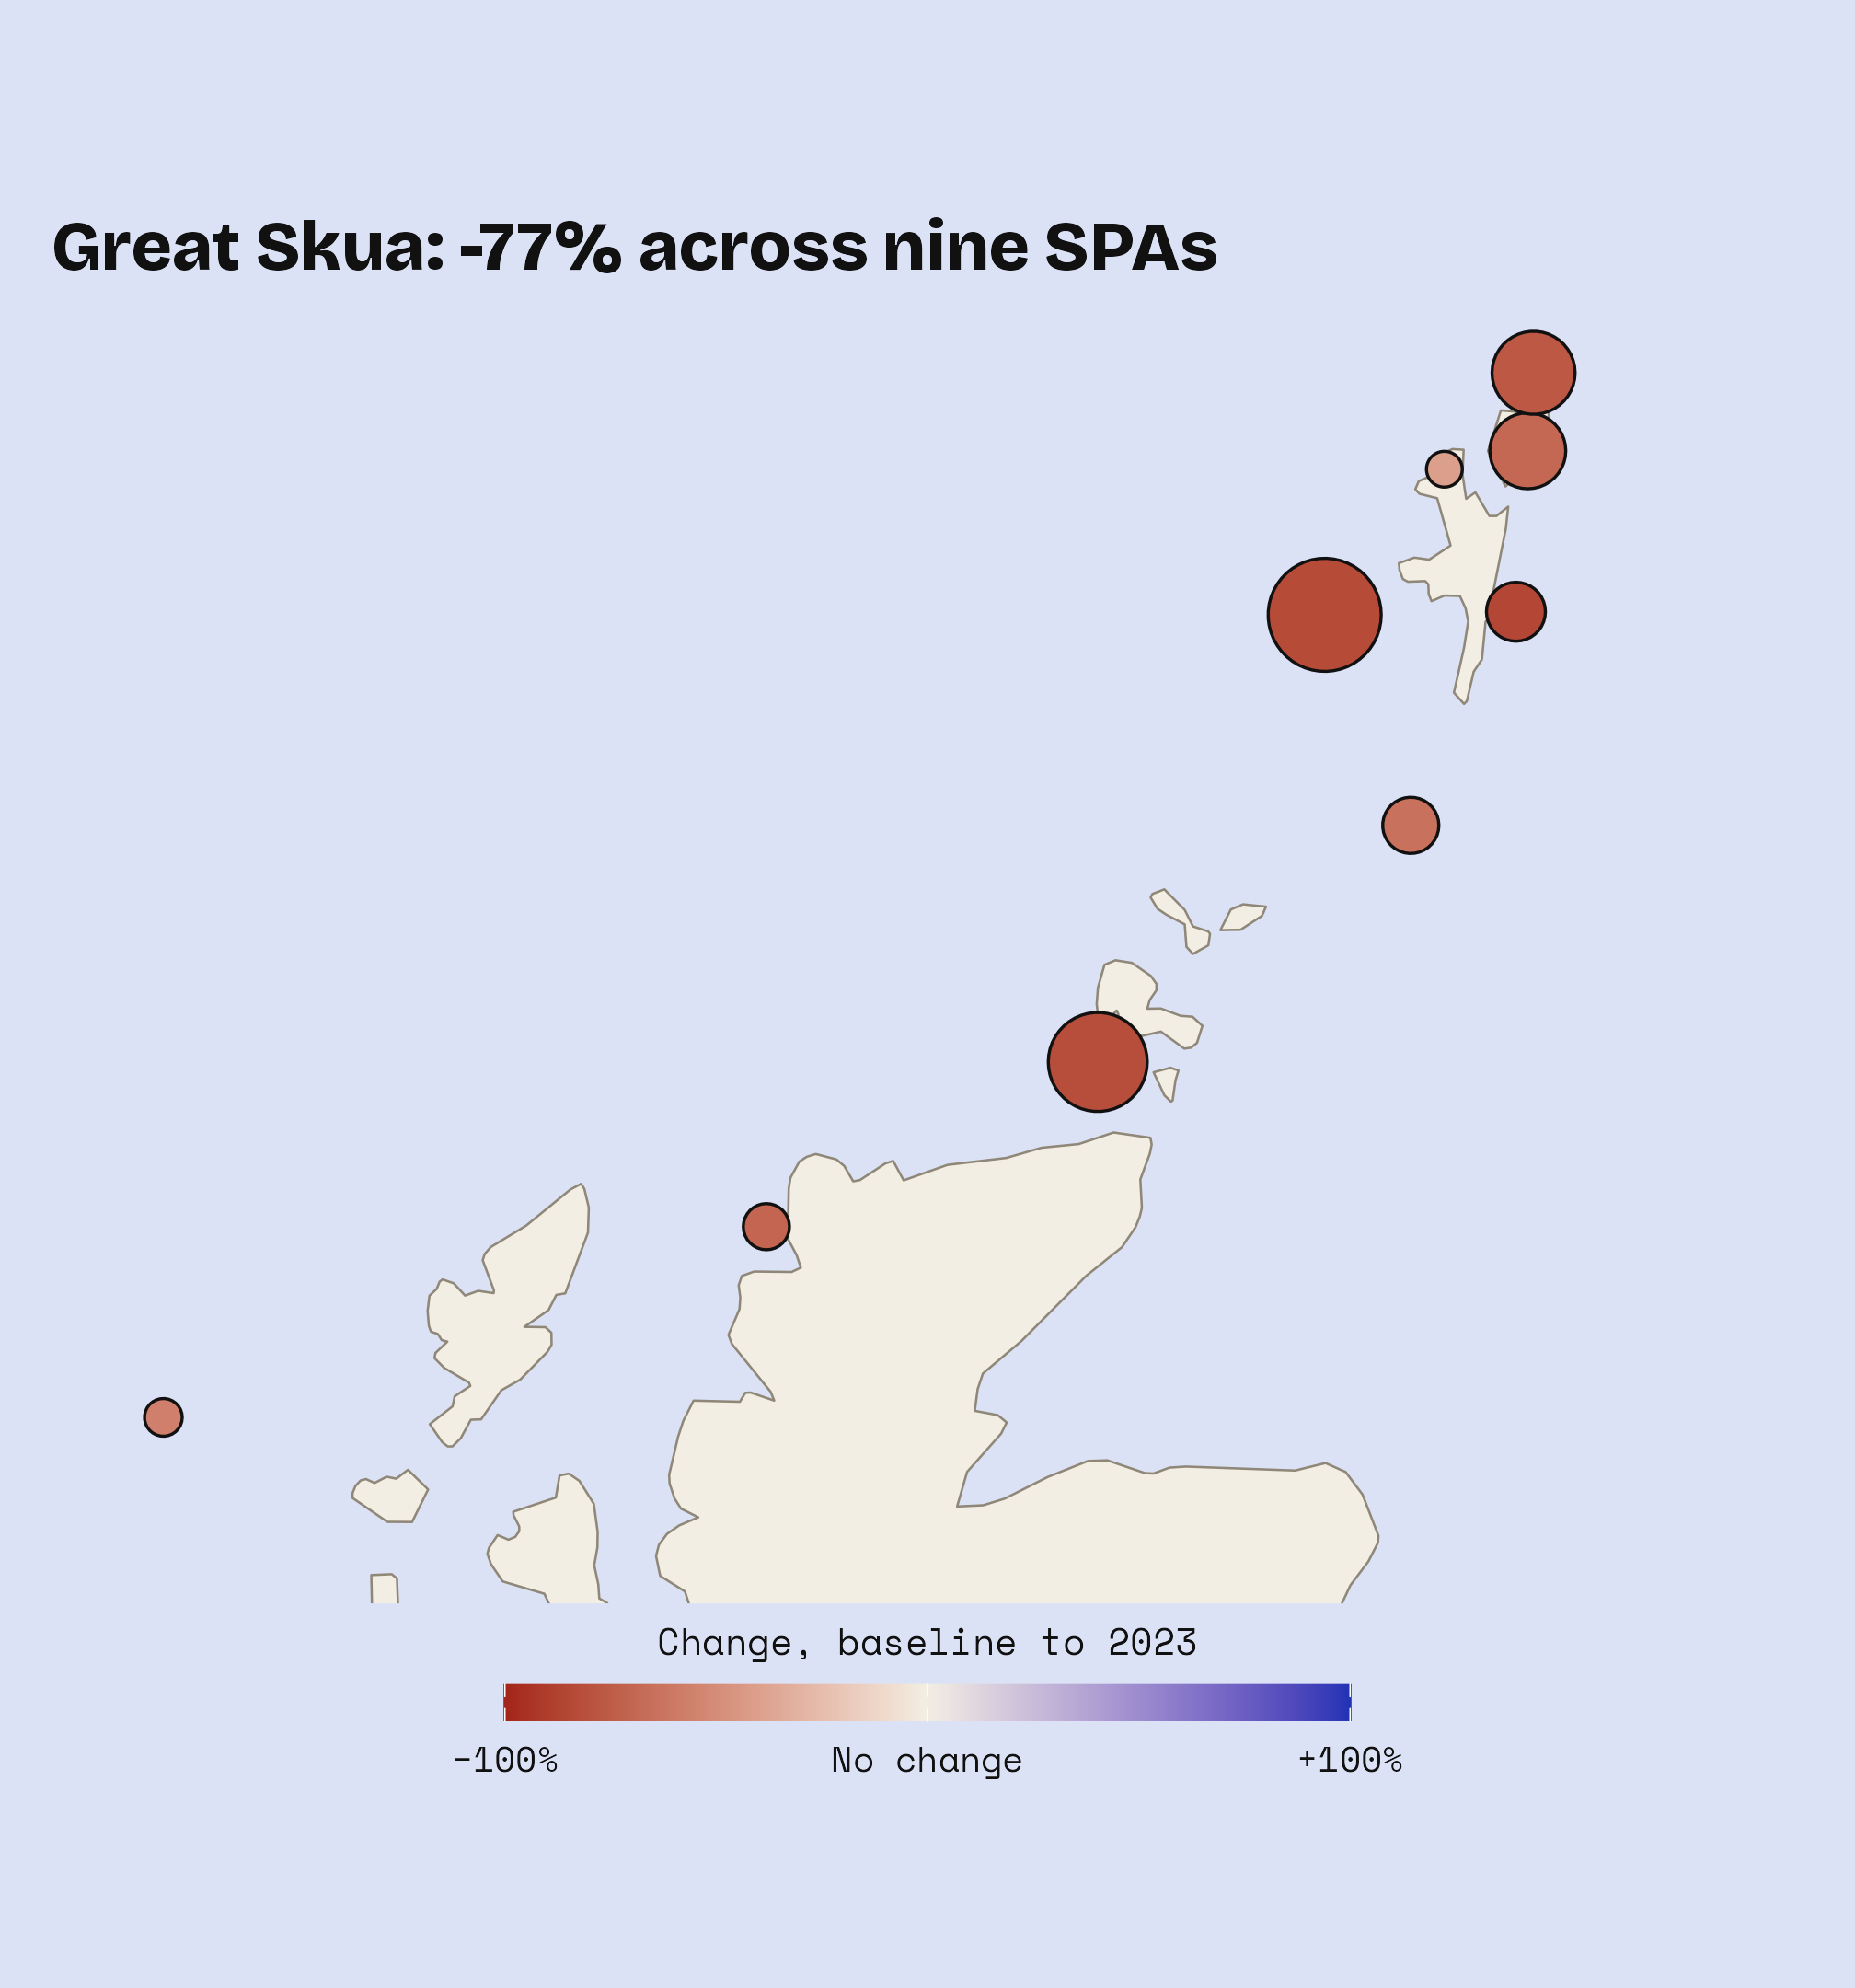 Great Skua: -77% across nine SPAs
Change, baseline to 2023
−100% No change +100%